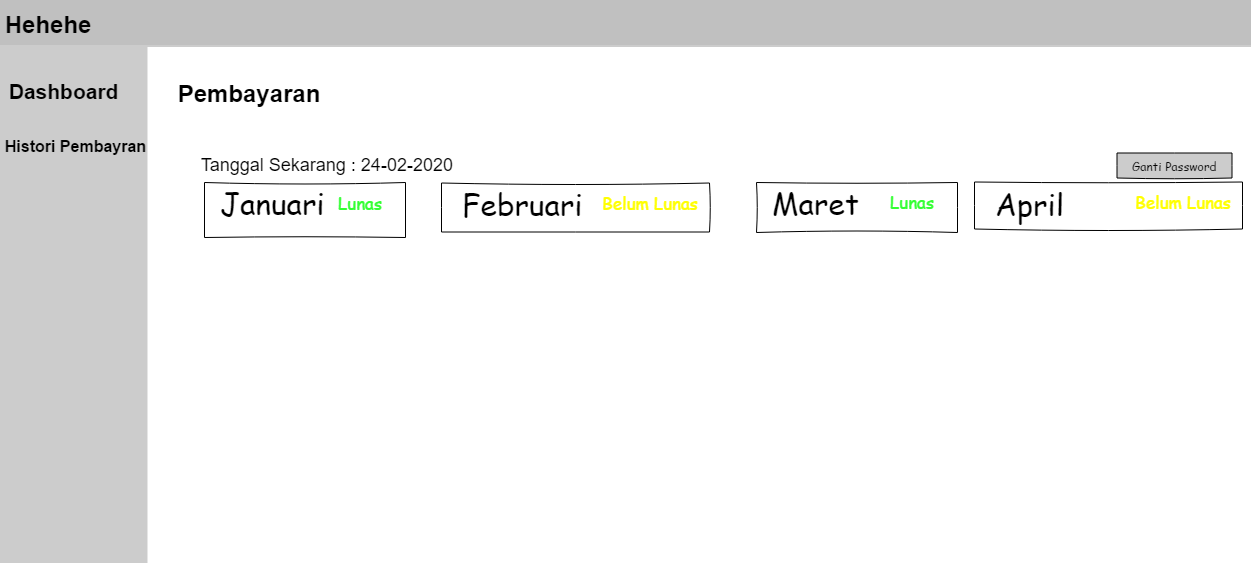 Hehehe
Dashboard
Histori Pembayran
Pembayaran
Tanggal Sekarang : 24-02-2020
Ganti Password
Januari Lunas
Februari Belum Lunas
Maret Lunas
April Belum Lunas